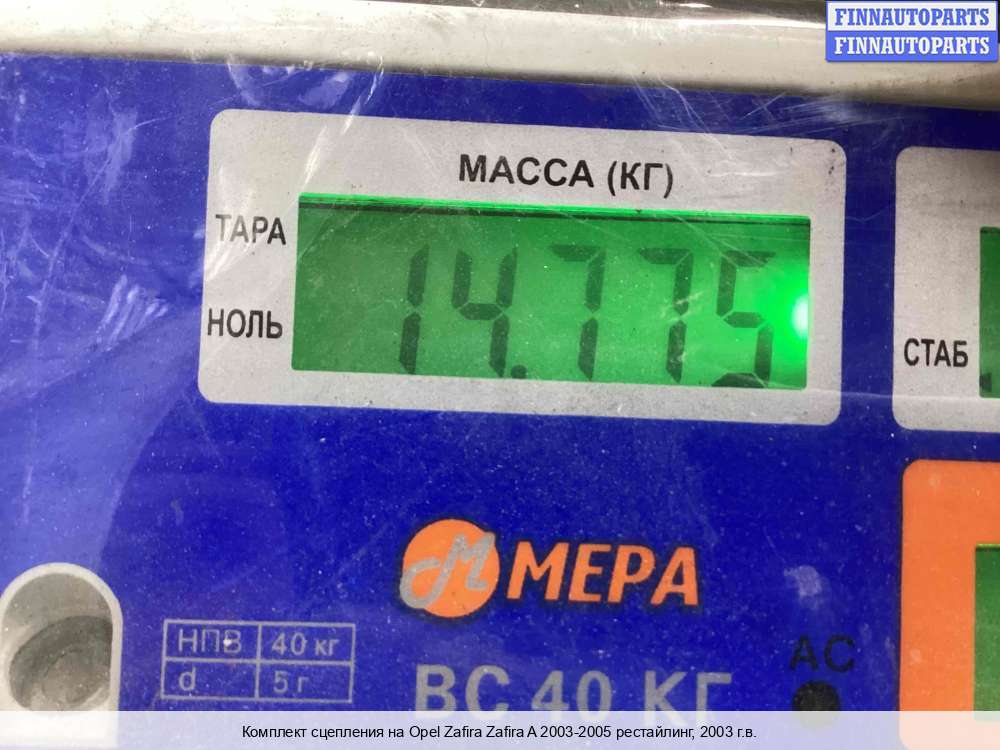 FINNAUTOPARTS
FINNAUTOPARTS
МАССА (КГ)
ТАРА
14.775
НОЛЬ
СТАБ
МЕРА
НПВ 40 кг
d 5 г
ВС 40 КГ
AC
Комплект сцепления на Opel Zafira Zafira A 2003-2005 рестайлинг, 2003 г.в.